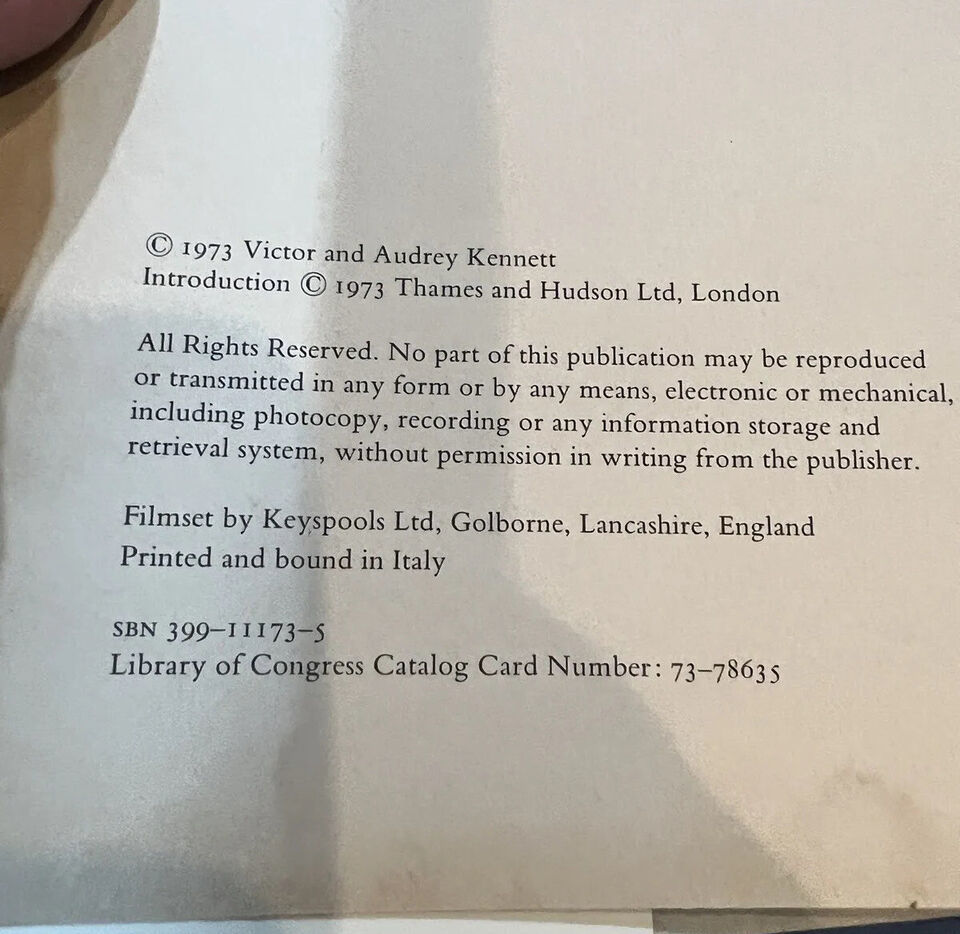 © 1973 Victor and Audrey Kennett
Introduction © 1973 Thames and Hudson Ltd, London
All Rights Reserved. No part of this publication may be reproduced
or transmitted in any form or by any means, electronic or mechanical,
including photocopy, recording or any information storage and
retrieval system, without permission in writing from the publisher.
Filmset by Keyspools Ltd, Golborne, Lancashire, England
Printed and bound in Italy
SBN 399–11173–5
Library of Congress Catalog Card Number: 73–78635